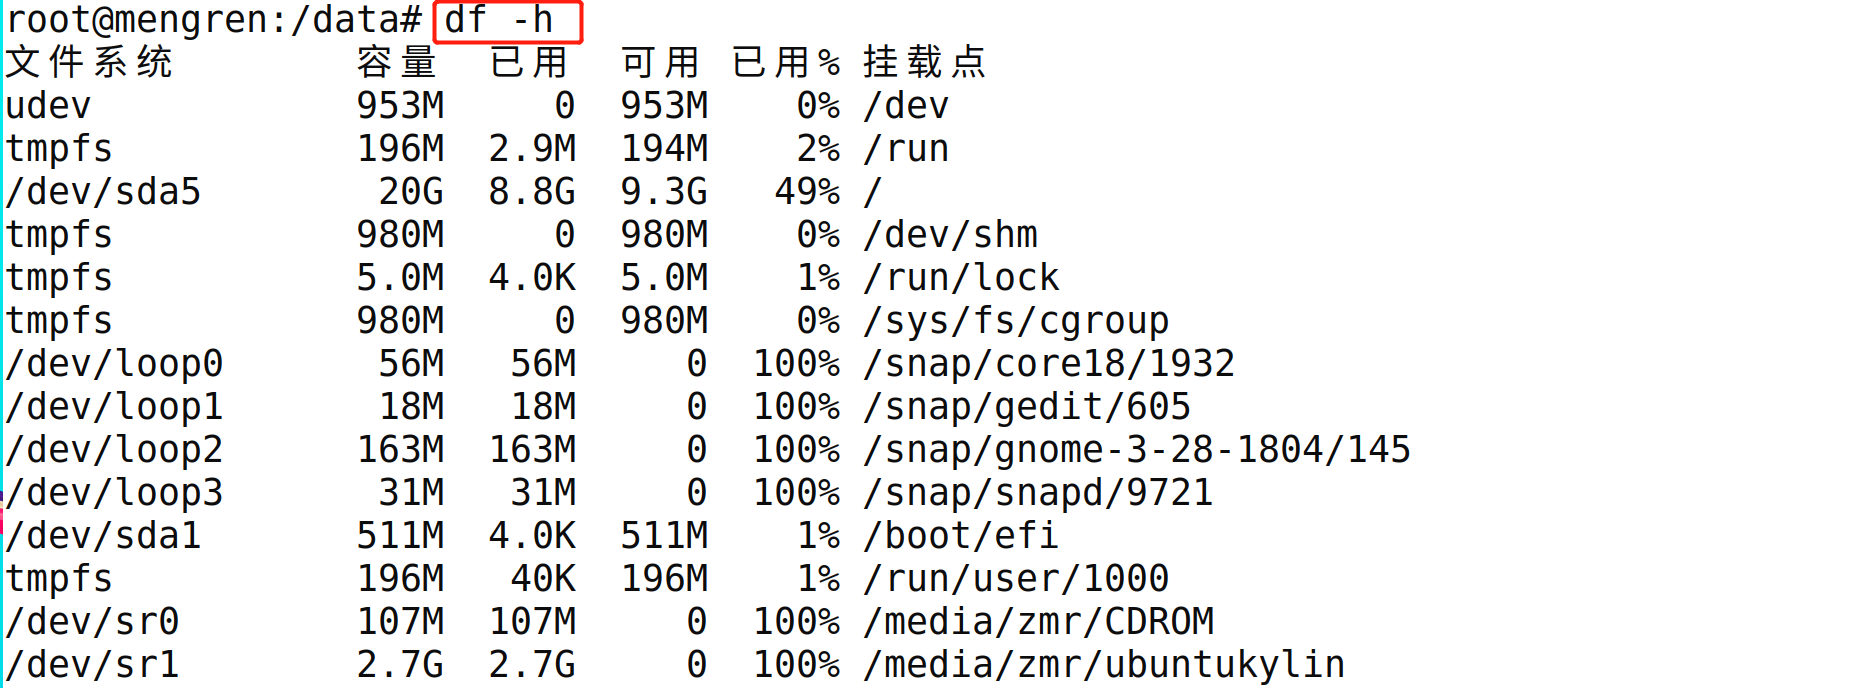 root@mengren:/data# df -h
文件系统 容量 已用 可用 已用% 挂载点
udev 953M 0 953M 0% /dev
tmpfs 196M 2.9M 194M 2% /run
/dev/sda5 20G 8.8G 9.3G 49% /
tmpfs 980M 0 980M 0% /dev/shm
tmpfs 5.0M 4.0K 5.0M 1% /run/lock
tmpfs 980M 0 980M 0% /sys/fs/cgroup
/dev/loop0 56M 56M 0 100% /snap/core18/1932
/dev/loop1 18M 18M 0 100% /snap/gedit/605
/dev/loop2 163M 163M 0 100% /snap/gnome-3-28-1804/145
/dev/loop3 31M 31M 0 100% /snap/snapd/9721
/dev/sda1 511M 4.0K 511M 1% /boot/efi
tmpfs 196M 40K 196M 1% /run/user/1000
/dev/sr0 107M 107M 0 100% /media/zmr/CDROM
/dev/sr1 2.7G 2.7G 0 100% /media/zmr/ubuntukylin